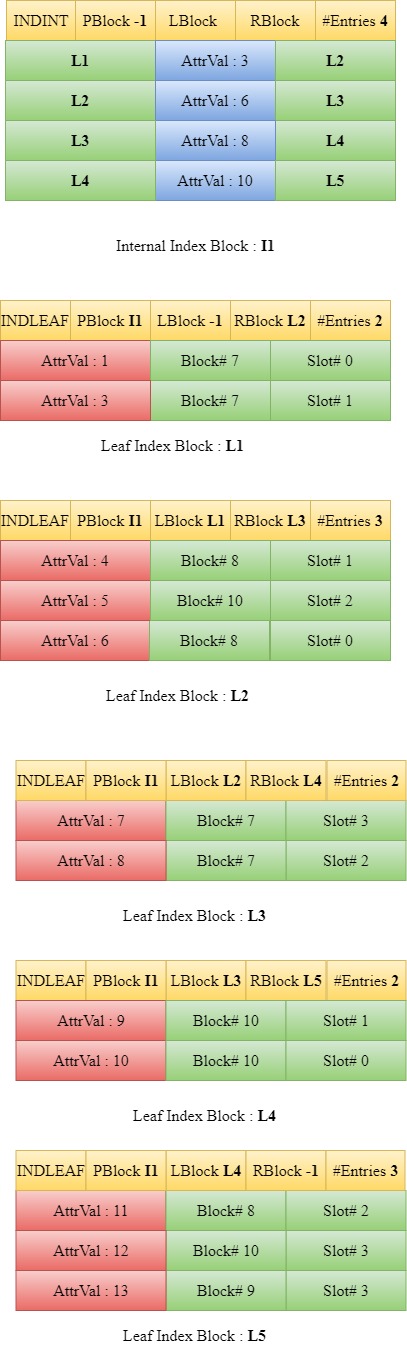 INDINT PBlock -1 LBlock RBlock #Entries 4
L1 AttrVal : 3 L2
L2 AttrVal : 6 L3
L3 AttrVal : 8 L4
L4 AttrVal : 10 L5
Internal Index Block : I1
INDLEAF PBlock I1 LBlock -1 RBlock L2 #Entries 2
AttrVal : 1 Block# 7 Slot# 0
AttrVal : 3 Block# 7 Slot# 1
Leaf Index Block : L1
INDLEAF PBlock I1 LBlock L1 RBlock L3 #Entries 3
AttrVal : 4 Block# 8 Slot# 1
AttrVal : 5 Block# 10 Slot# 2
AttrVal : 6 Block# 8 Slot# 0
Leaf Index Block : L2
INDLEAF PBlock I1 LBlock L2 RBlock L4 #Entries 2
AttrVal : 7 Block# 7 Slot# 3
AttrVal : 8 Block# 7 Slot# 2
Leaf Index Block : L3
INDLEAF PBlock I1 LBlock L3 RBlock L5 #Entries 2
AttrVal : 9 Block# 10 Slot# 1
AttrVal : 10 Block# 10 Slot# 0
Leaf Index Block : L4
INDLEAF PBlock I1 LBlock L4 RBlock -1 #Entries 3
AttrVal : 11 Block# 8 Slot# 2
AttrVal : 12 Block# 10 Slot# 3
AttrVal : 13 Block# 9 Slot# 3
Leaf Index Block : L5